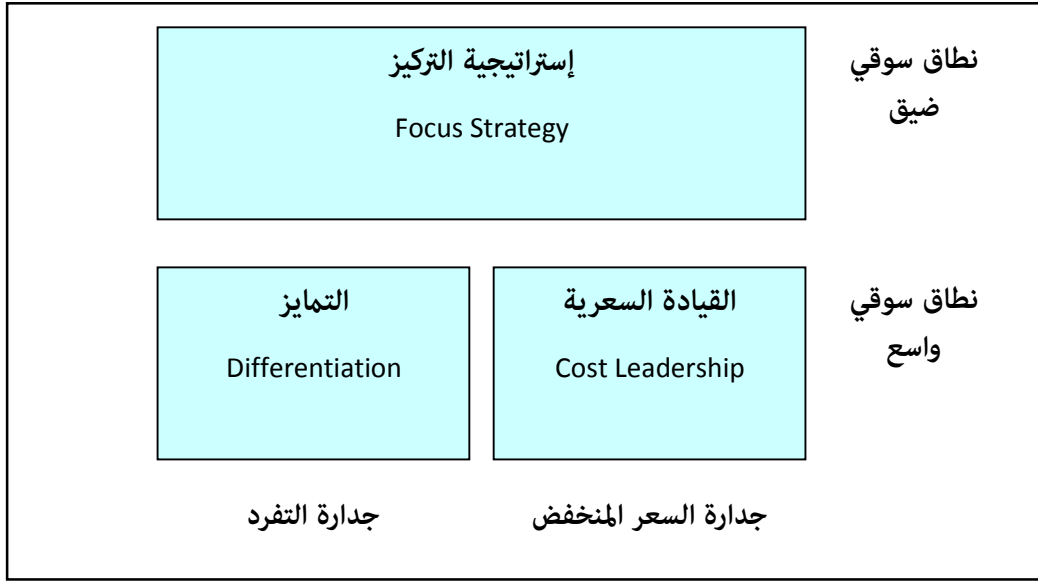 نطاق سوقي
ضيق
إستراتيجية التركيز
Focus Strategy
نطاق سوقي
واسع
القيادة السعرية
Cost Leadership
التمايز
Differentiation
جدارة السعر المنخفض
جدارة التفرد